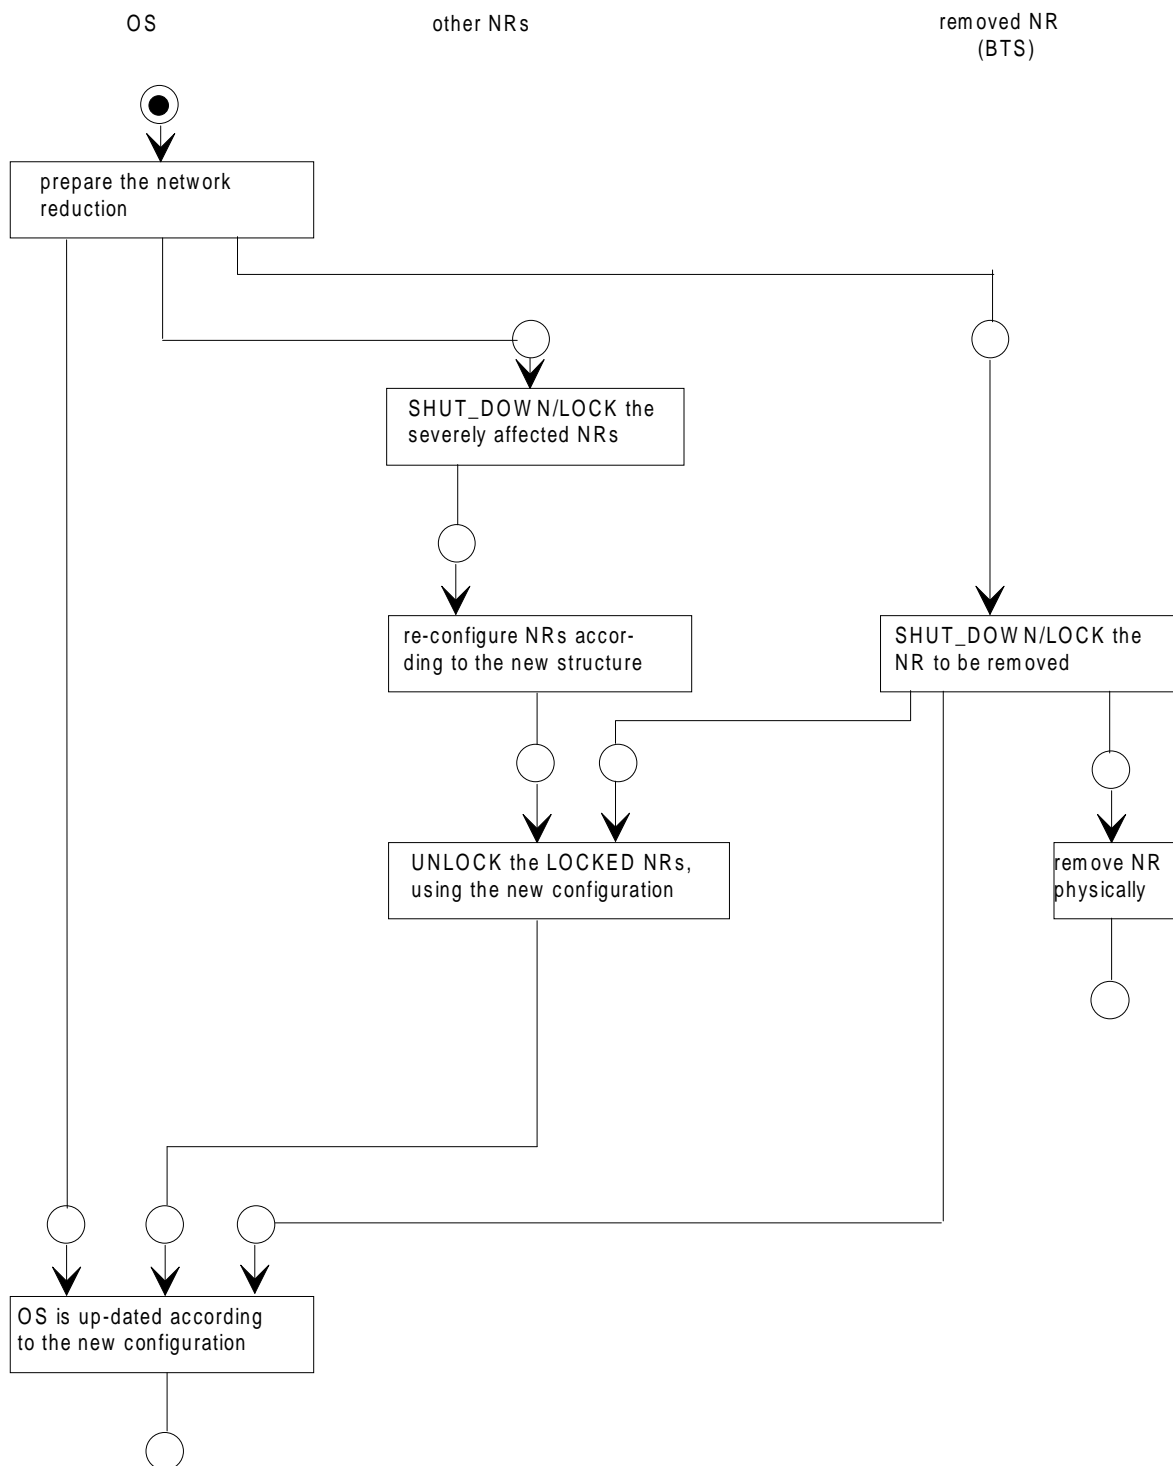 OS
other NRs
removed NR
(BTS)
prepare the network
reduction
SHUT_DOWN/LOCK the
severely affected NRs
re-configure NRs accor-
ding to the new structure
SHUT_DOWN/LOCK the
NR to be removed
UNLOCK the LOCKED NRs,
using the new configuration
remove NR
physically
OS is up-dated according
to the new configuration